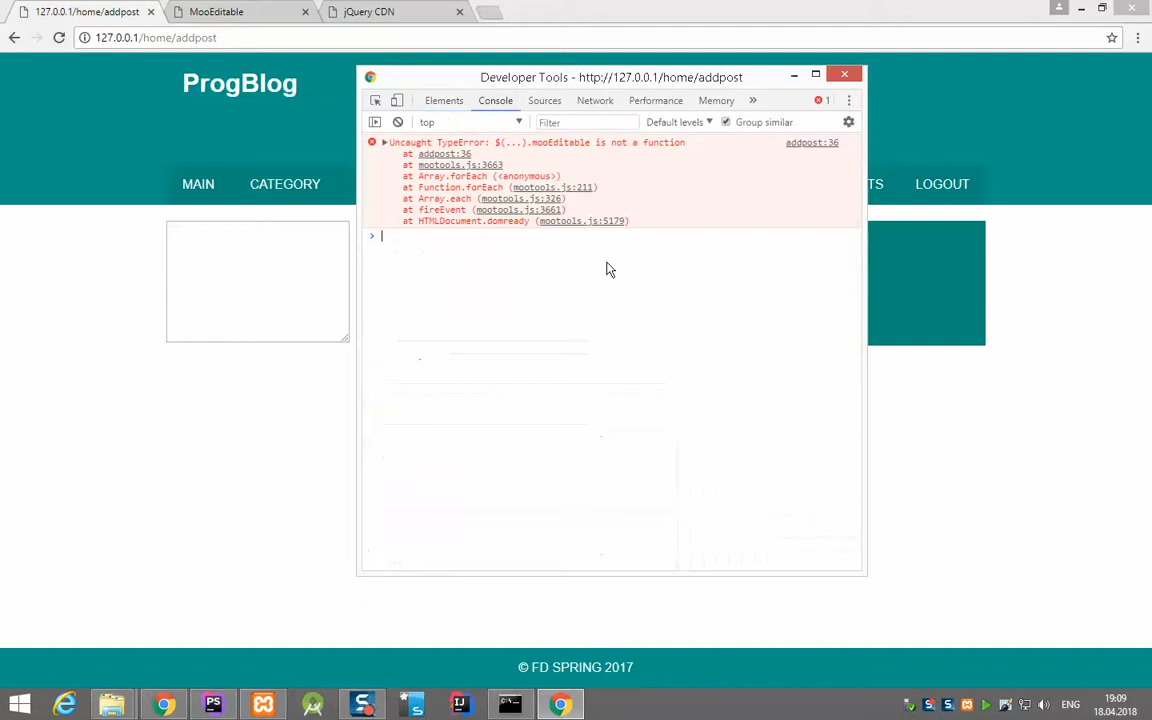 127.0.0.1/home/addpost
MooEditable
jQuery CDN
127.0.0.1/home/addpost
ProgBlog
MAIN
CATEGORY
TS
LOGOUT
Developer Tools - http://127.0.0.1/home/addpost
Elements
Console
Sources
Network
Performance
Memory
»
1
top
Filter
Default levels
Group similar
Uncaught TypeError: $(...).mooEditable is not a function
addpost:36
at addpost:36
at mootools.js:3663
at Array.forEach (<anonymous>)
at Function.forEach (mootools.js:211)
at Array.each (mootools.js:326)
at fireEvent (mootools.js:3661)
at HTMLDocument.domready (mootools.js:5179)
>
© FD SPRING 2017
PS
S
IJ
C:\.
ENG
19:09
18.04.2018